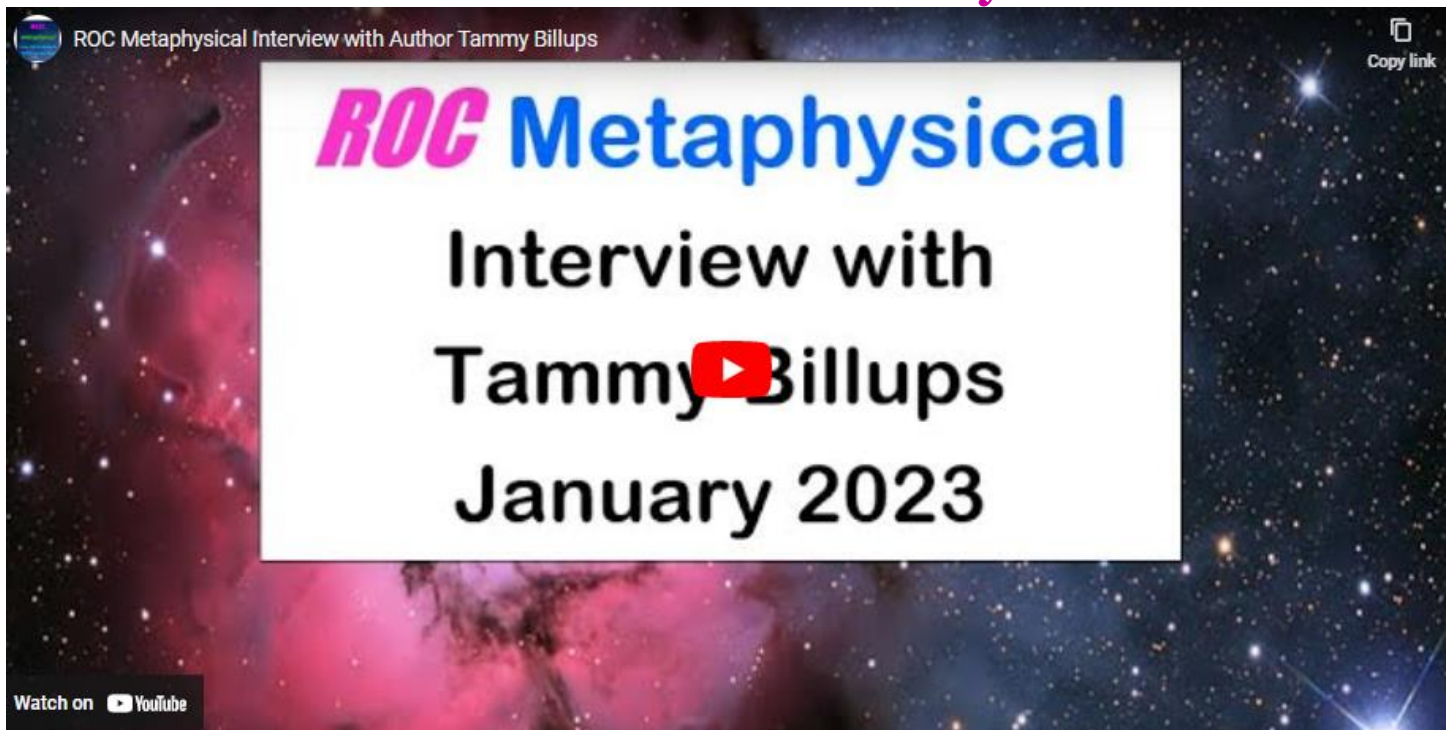 ROC Metaphysical Interview with Author Tammy Billups
Copy link
ROC Metaphysical
Interview with
Tammy Billups
January 2023
Watch on YouTube